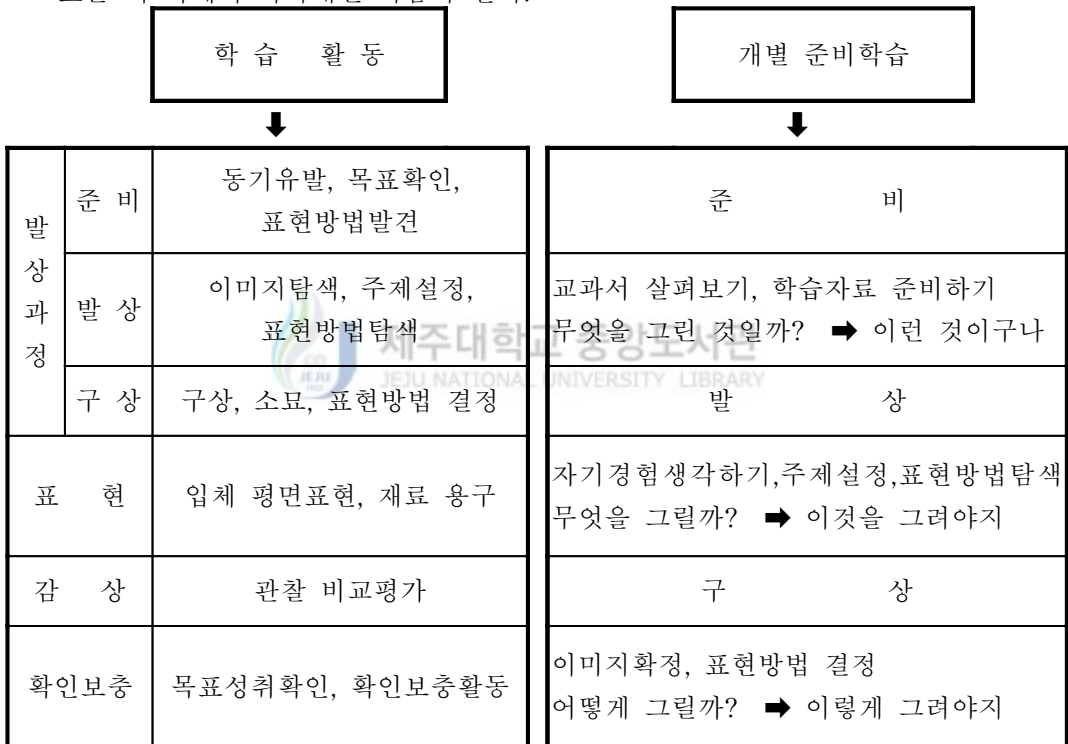 학 습 활 동
개별 준비학습
⬇
⬇
발상과정
준 비
동기유발, 목표확인,
표현방법발견
발 상
이미지탐색, 주제설정,
표현방법탐색
구 상
구상, 소묘, 표현방법 결정
표 현
입체 평면표현, 재료 용구
감 상
관찰 비교평가
확인보충
목표성취확인, 확인보충활동
준 비
교과서 살펴보기, 학습자료 준비하기
무엇을 그린 것일까? ➡ 이런 것이구나
발 상
자기경험생각하기,주제설정,표현방법탐색
무엇을 그릴까? ➡ 이것을 그려야지
구 상
이미지확정, 표현방법 결정
어떻게 그릴까? ➡ 이렇게 그려야지
제주대학교 중앙도서관
JEJU NATIONAL UNIVERSITY LIBRARY